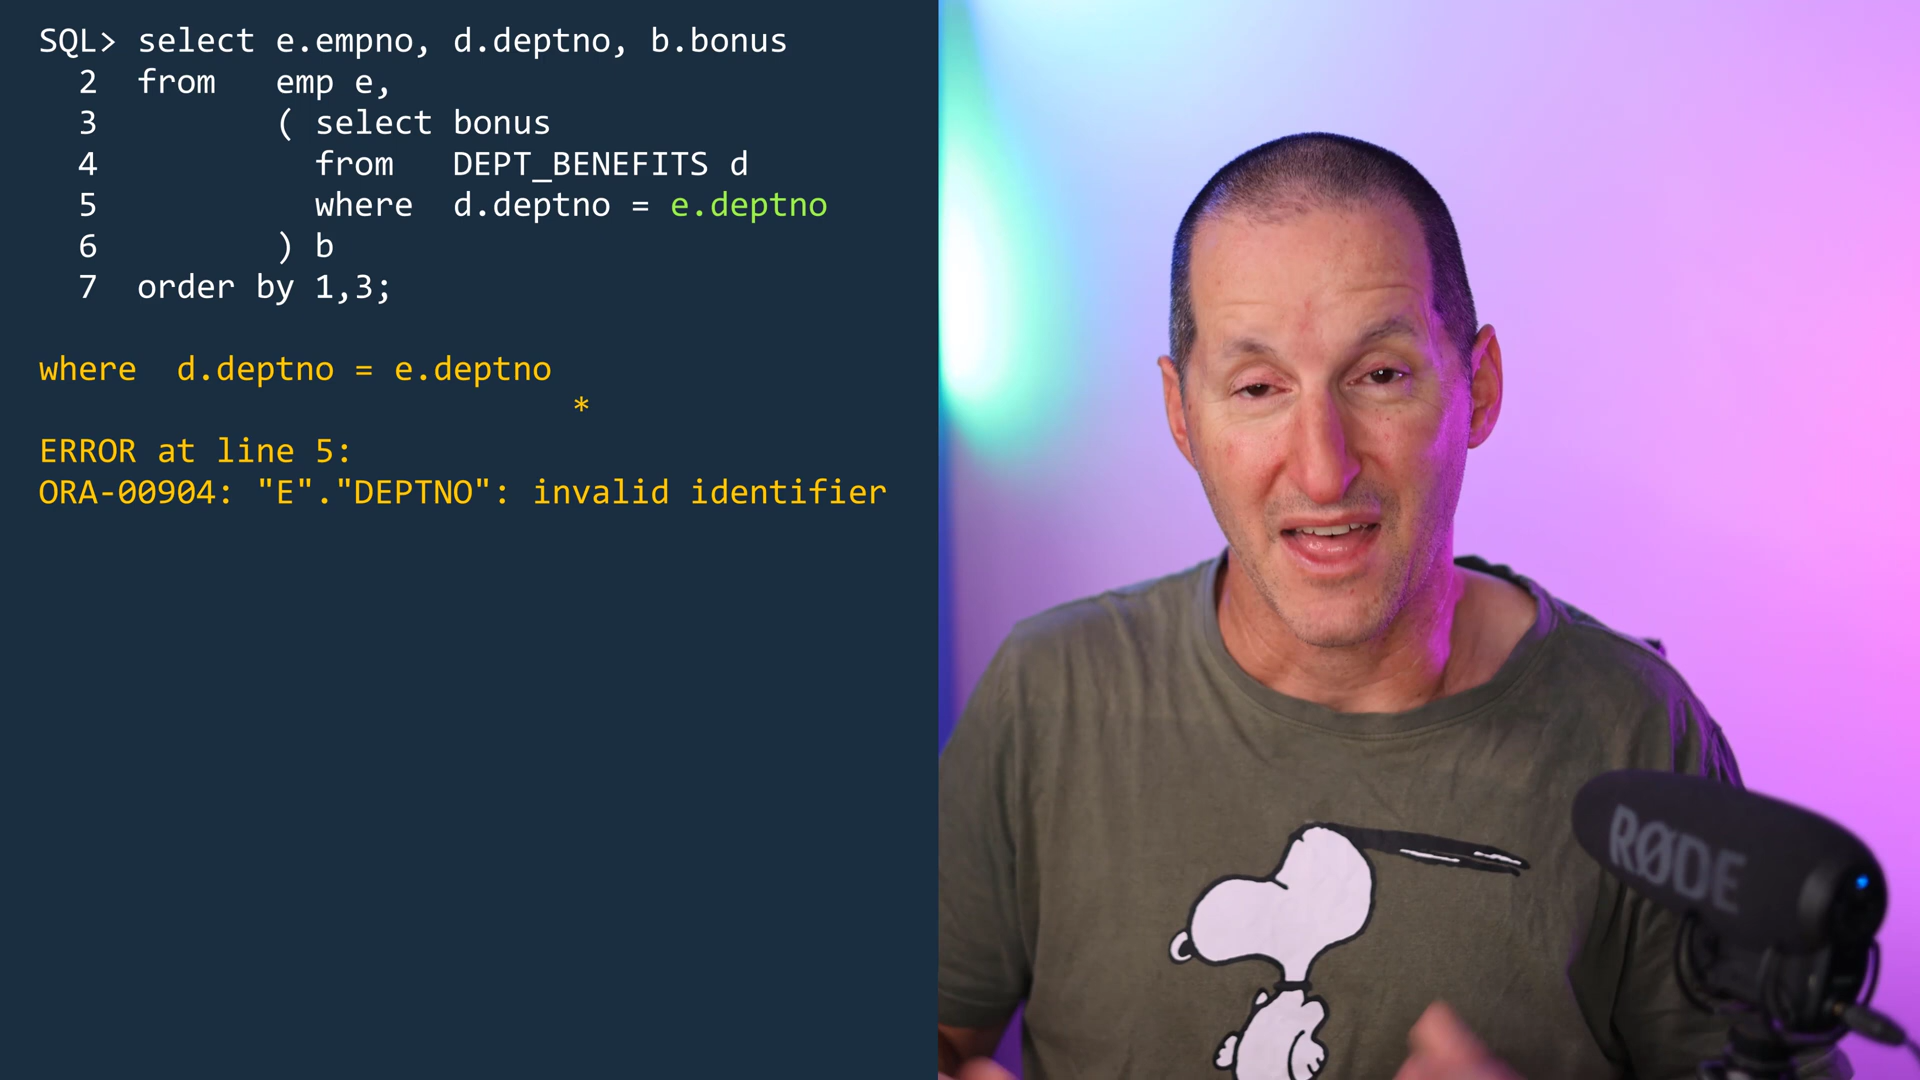 SQL> select e.empno, d.deptno, b.bonus
2 from emp e,
3 ( select bonus
4 from DEPT_BENEFITS d
5 where d.deptno = e.deptno
6 ) b
7 order by 1,3;
where d.deptno = e.deptno
*
ERROR at line 5:
ORA-00904: "E"."DEPTNO": invalid identifier
RØDE